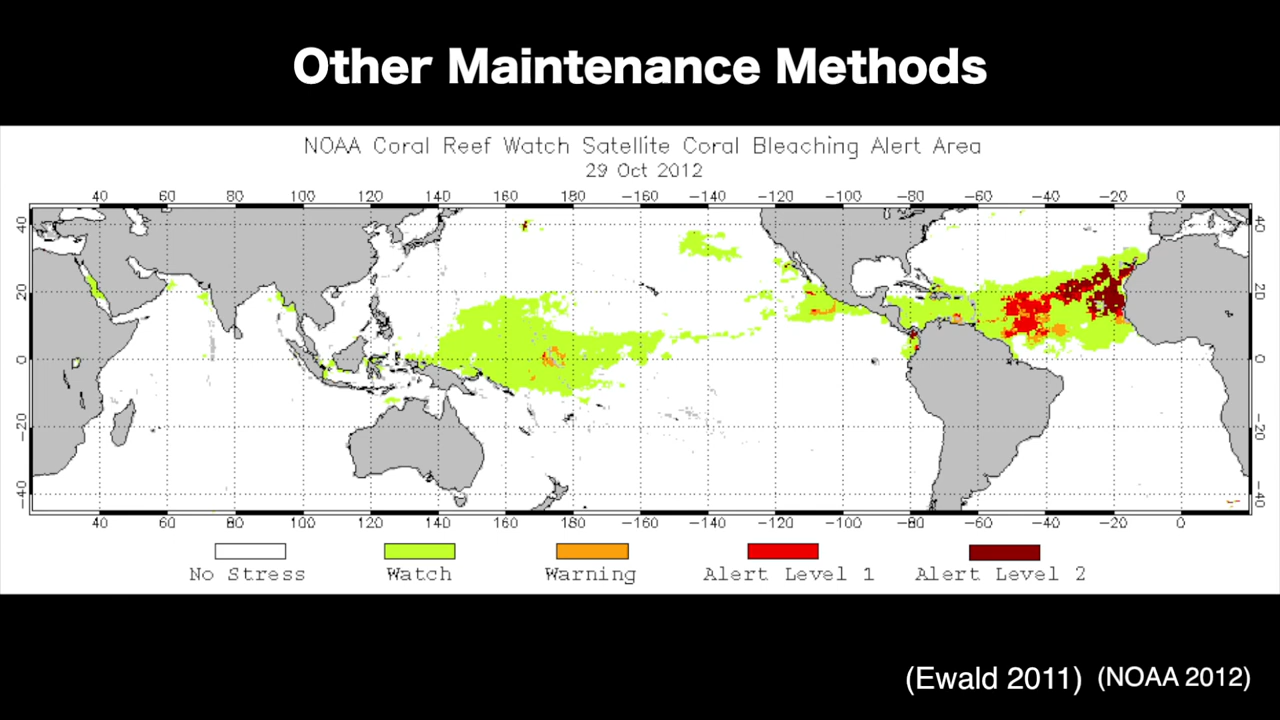 Other Maintenance Methods
NOAA Coral Reef Watch Satellite Coral Bleaching Alert Area
29 Oct 2012
40 60 80 100 120 140 160 180 -160 -140 -120 -100 -80 -60 -40 -20 0
40 40
20 20
0 0
-20 -20
-40 -40
40 60 80 100 120 140 160 180 -160 -140 -120 -100 -80 -60 -40 -20 0
No Stress Watch Warning Alert Level 1 Alert Level 2
(Ewald 2011) (NOAA 2012)